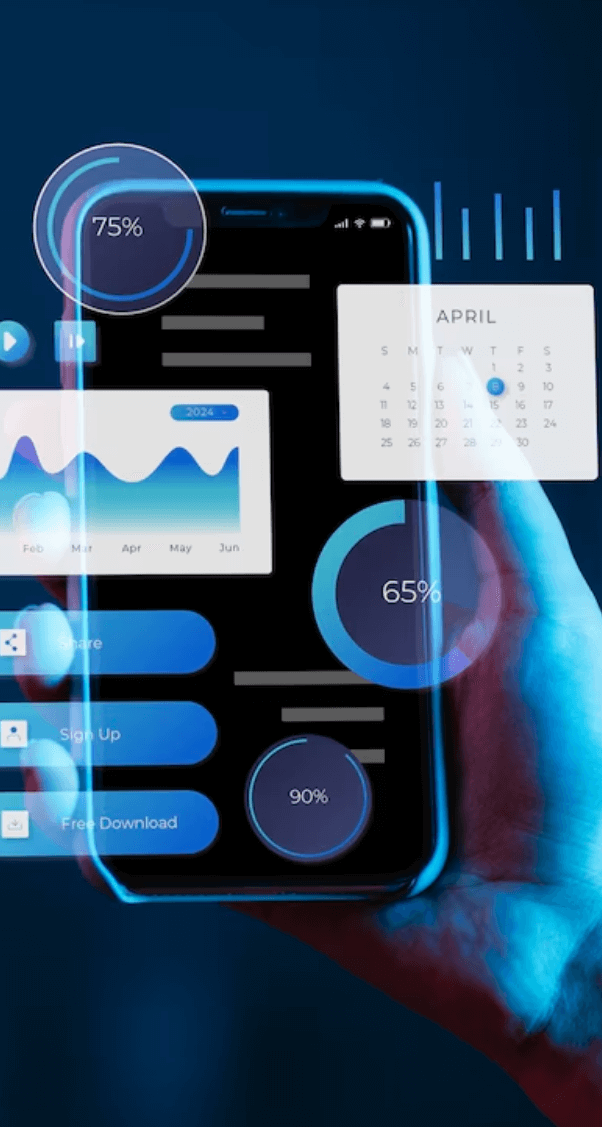 75%
APRIL
S M T W T F S
1 2 3
4 5 6 7 8 9 10
11 12 13 14 15 16 17
18 19 20 21 22 23 24
25 26 27 28 29 30
2024
Feb Mar Apr May Jun
65%
Share
Sign Up
90%
Free Download